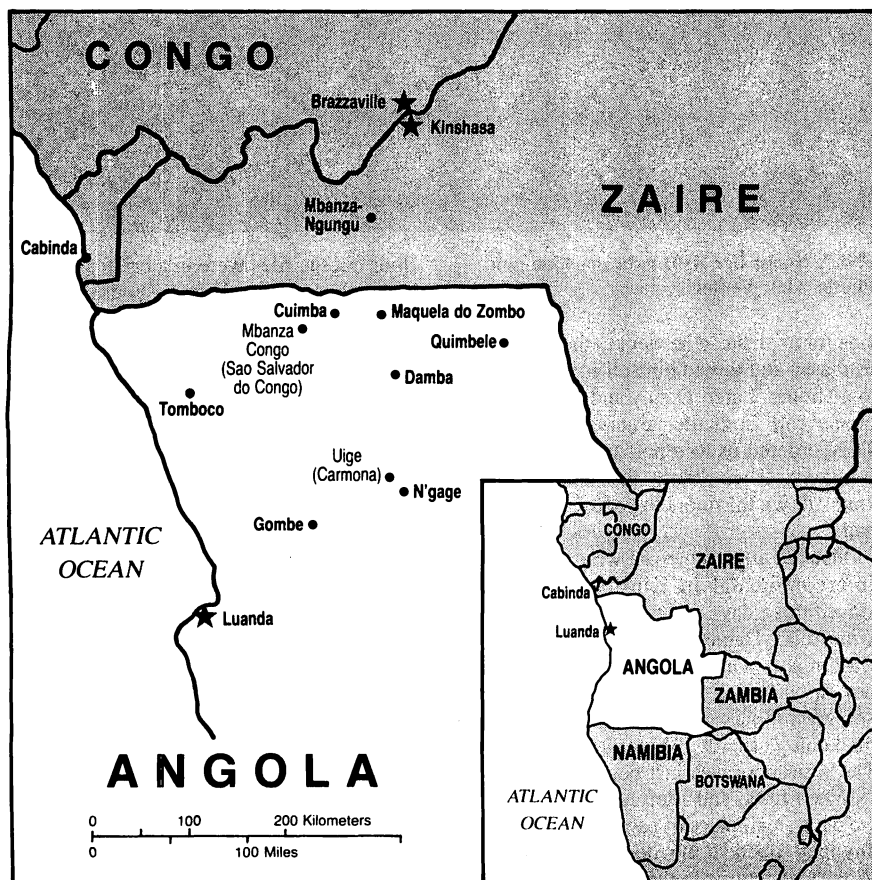 CONGO
Brazzaville
Kinshasa
ZAIRE
Mbanza-
Ngungu
Cabinda
Cuimba
Maquela do Zombo
Mbanza
Congo
(Sao Salvador
do Congo)
Quimbele
Damba
Tomboco
Uige
(Carmona)
N'gage
Gombe
ATLANTIC
OCEAN
Luanda
ANGOLA
0 200 Kilometers
0 100 Miles
CONGO
ZAIRE
Cabinda
Luanda
ANGOLA
ZAMBIA
NAMIBIA
BOTSWANA
ATLANTIC
OCEAN